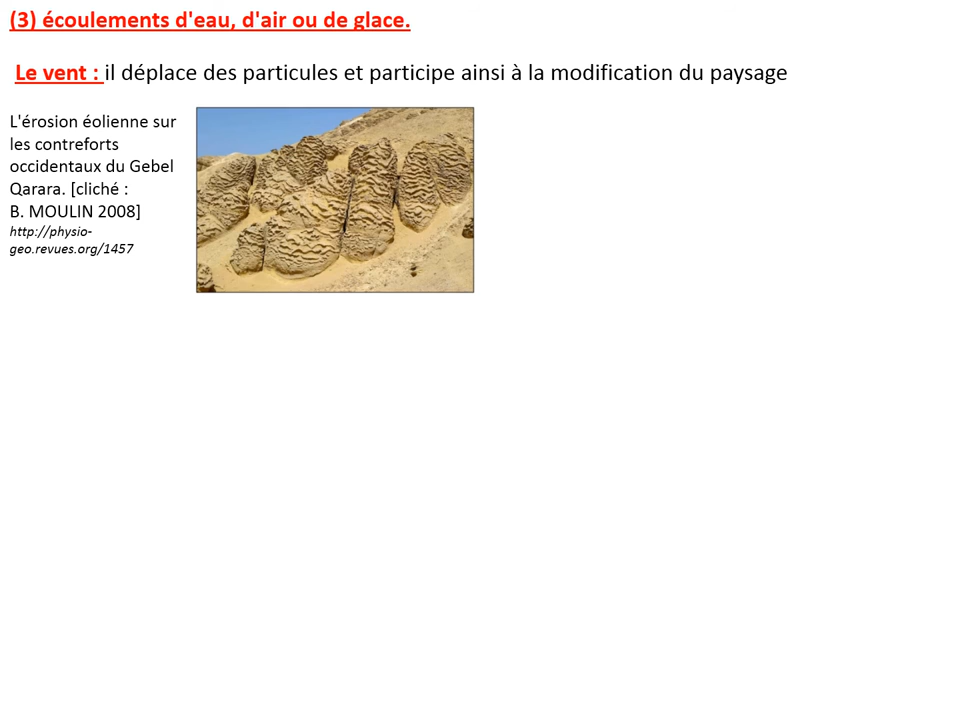 (3) écoulements d'eau, d'air ou de glace.
Le vent : il déplace des particules et participe ainsi à la modification du paysage
L'érosion éolienne sur
les contreforts
occidentaux du Gebel
Qarara. [cliché :
B. MOULIN 2008]
http://physio-
geo.revues.org/1457